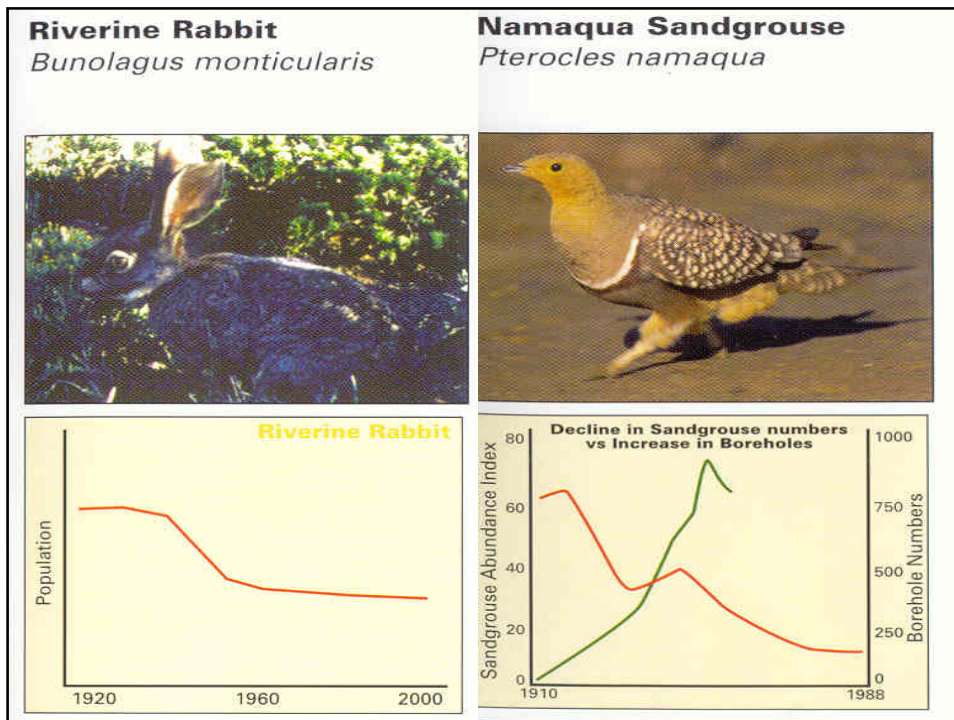 Riverine Rabbit
Bunolagus monticularis
Riverine Rabbit
Population
1920
1960
2000
Namaqua Sandgrouse
Pterocles namaqua
Decline in Sandgrouse numbers
vs Increase in Boreholes
Sandgrouse Abundance Index
80
60
40
20
0
1000
750
500
250
0
Borehole Numbers
1910
1988